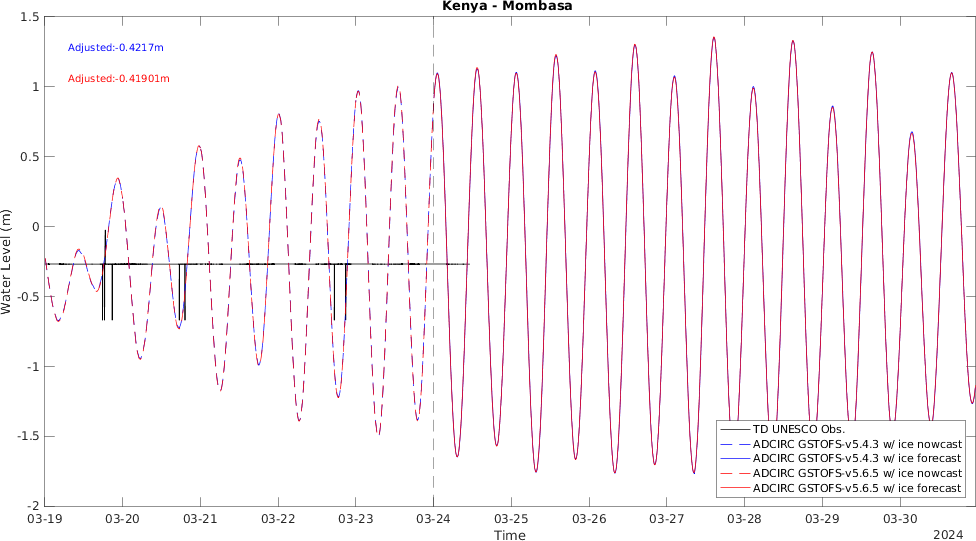 Kenya - Mombasa
Adjusted:-0.4217m
Adjusted:-0.41901m
1.5
1
0.5
0
-0.5
-1
-1.5
-2
Water Level (m)
TD UNESCO Obs.
ADCIRC GSTOFS-v5.4.3 w/ ice nowcast
ADCIRC GSTOFS-v5.4.3 w/ ice forecast
ADCIRC GSTOFS-v5.6.5 w/ ice nowcast
ADCIRC GSTOFS-v5.6.5 w/ ice forecast
03-19 03-20 03-21 03-22 03-23 03-24 03-25 03-26 03-27 03-28 03-29 03-30
Time
2024